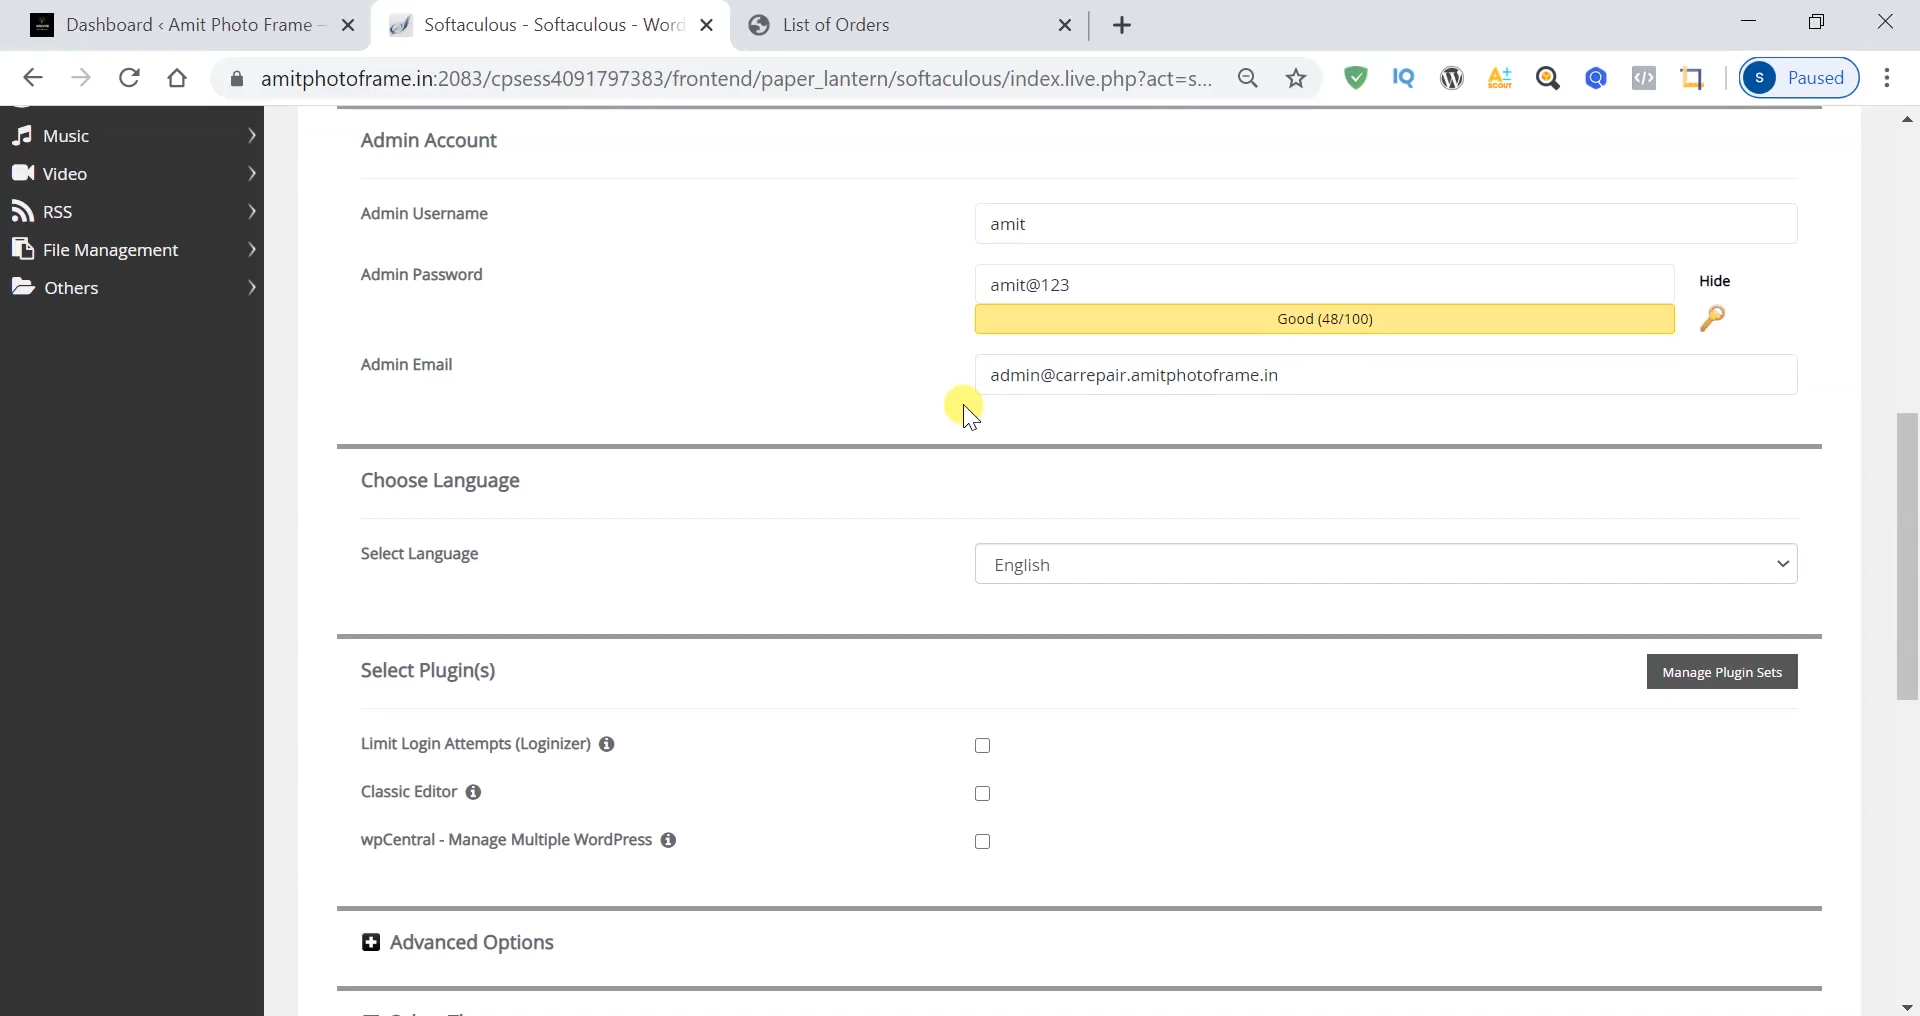 Dashboard ‹ Amit Photo Frame –
Softaculous - Softaculous - Word
List of Orders
amitphotoframe.in:2083/cpsess4091797383/frontend/paper_lantern/softaculous/index.live.php?act=s...
IQ
A±
SCOUT
S Paused
Music
Video
RSS
File Management
Others
Admin Account
Admin Username
amit
Admin Password
amit@123
Hide
Good (48/100)
Admin Email
admin@carrepair.amitphotoframe.in
Choose Language
Select Language
English
Select Plugin(s)
Manage Plugin Sets
Limit Login Attempts (Loginizer)
Classic Editor
wpCentral - Manage Multiple WordPress
Advanced Options